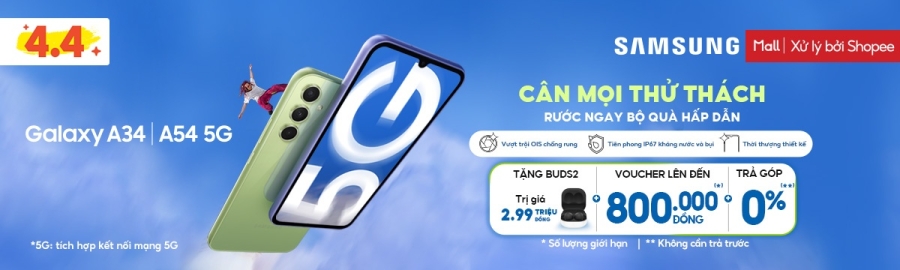 4.4
SAMSUNG
Mall | Xử lý bởi Shopee
Galaxy A34 | A54 5G
5G
CÂN MỌI THỬ THÁCH
RƯỚC NGAY BỘ QUÀ HẤP DẪN
Vượt trội OIS chống rung
Tiên phong IP67 kháng nước và bụi
Thời thượng thiết kế
TẶNG BUDS2
Trị giá
2.99 TRIỆU ĐỒNG
+
VOUCHER LÊN ĐẾN
800.000 (*)
ĐỒNG
+
TRẢ GÓP
0% (**)
* Số lượng giới hạn | ** Không cần trả trước
*5G: tích hợp kết nối mạng 5G